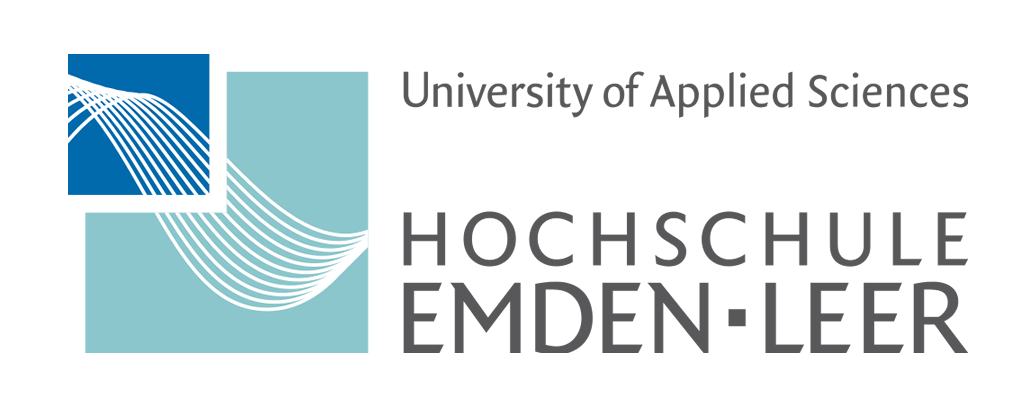 University of Applied Sciences
HOCHSCHULE
EMDEN▪LEER